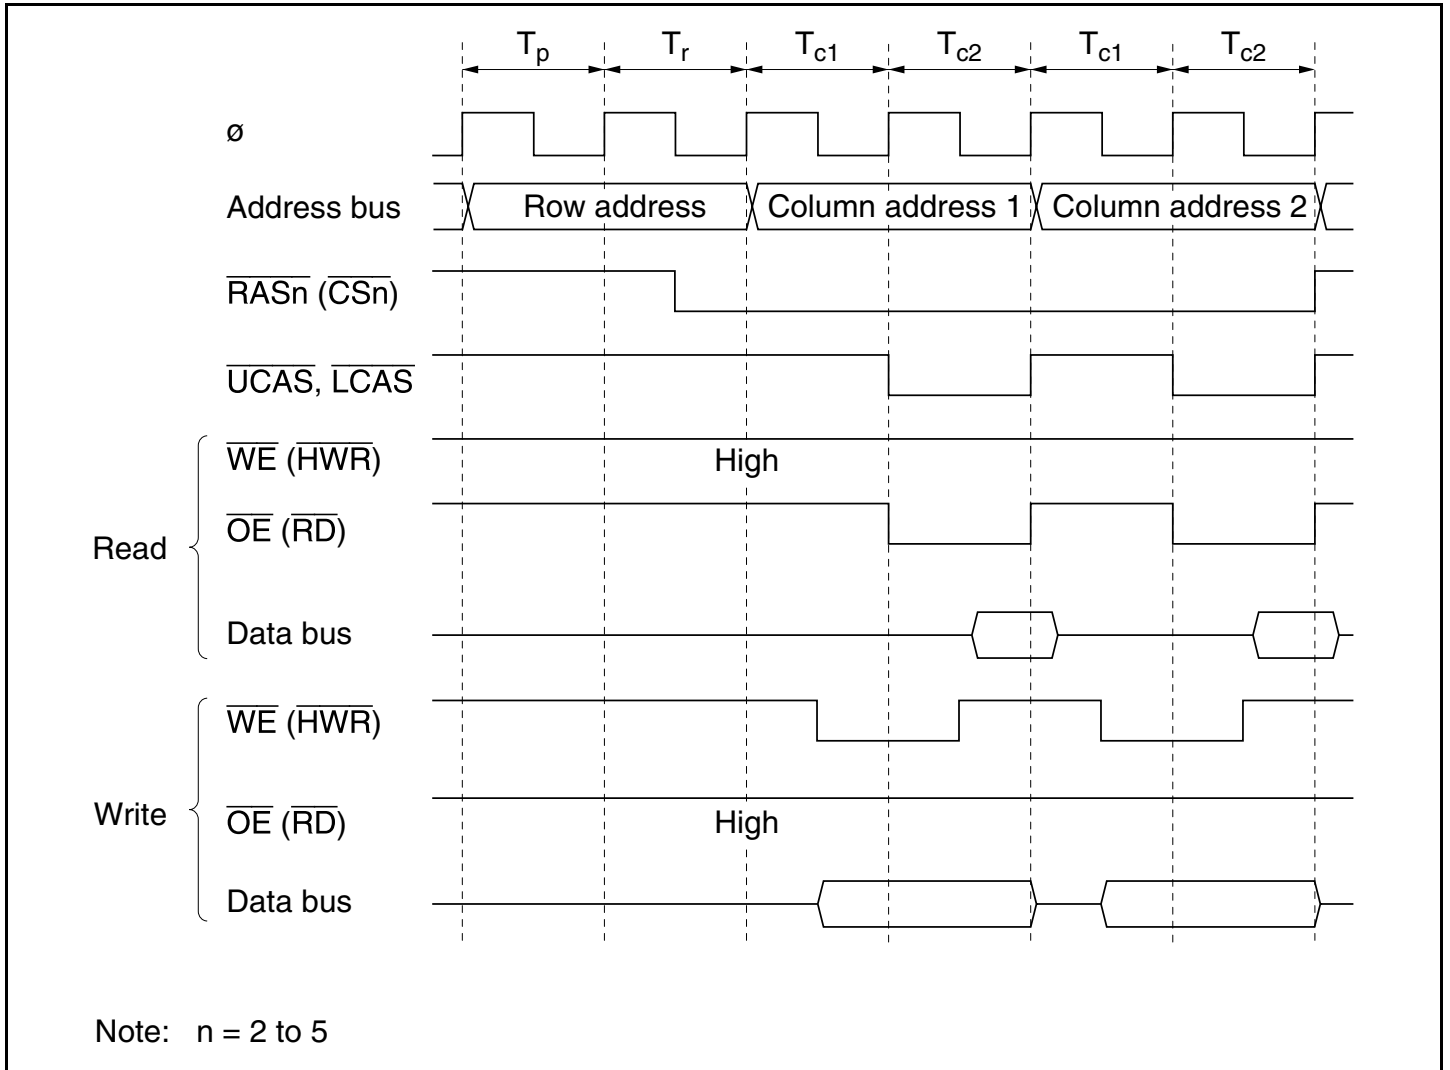 Tp Tr Tc1 Tc2 Tc1 Tc2
ø
Address bus Row address Column address 1 Column address 2
RASn (CSn)
UCAS, LCAS
WE (HWR) High
OE (RD)
Read
Data bus
WE (HWR)
Write
OE (RD) High
Data bus
Note: n = 2 to 5